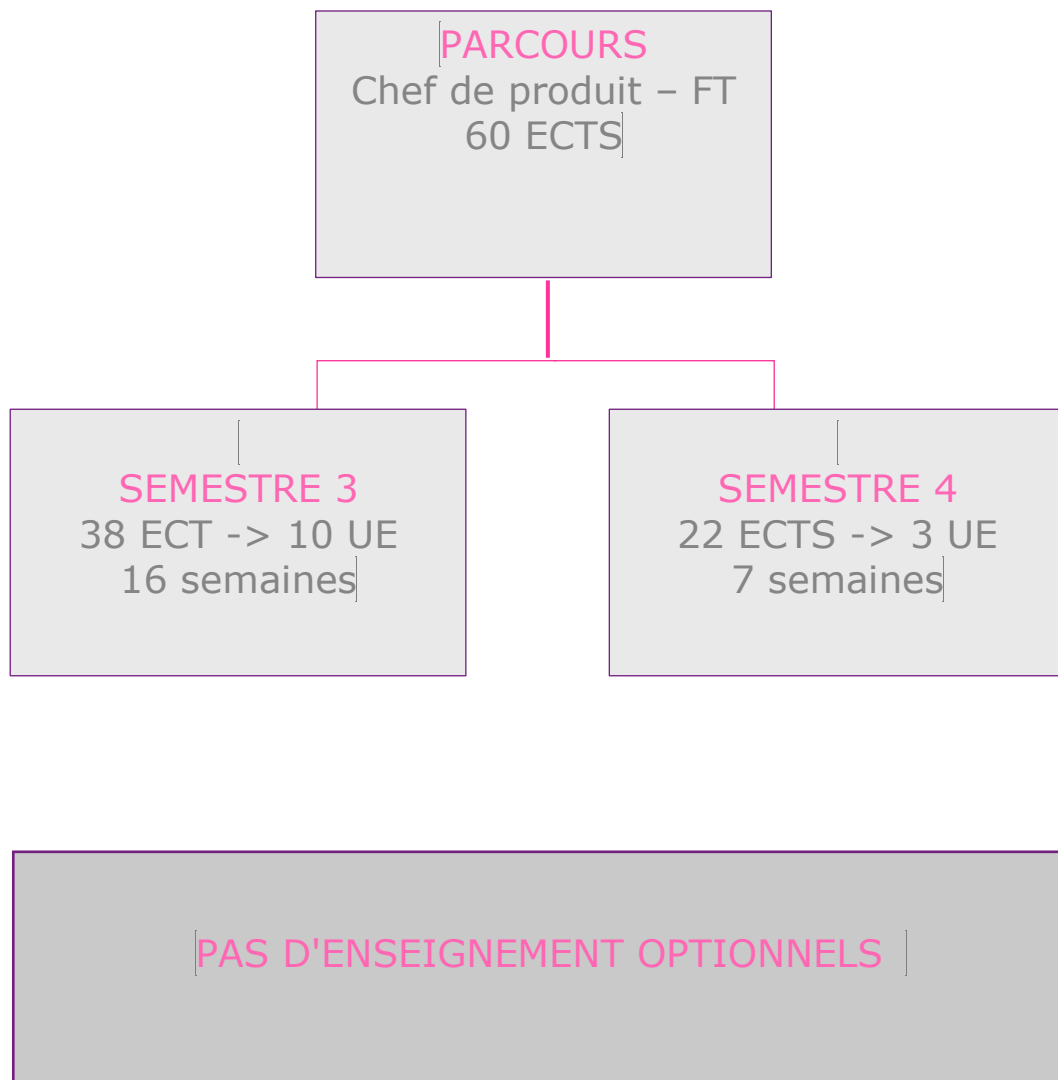 PARCOURS
Chef de produit – FT
60 ECTS
SEMESTRE 3
38 ECT -> 10 UE
16 semaines
SEMESTRE 4
22 ECTS -> 3 UE
7 semaines
PAS D'ENSEIGNEMENT OPTIONNELS